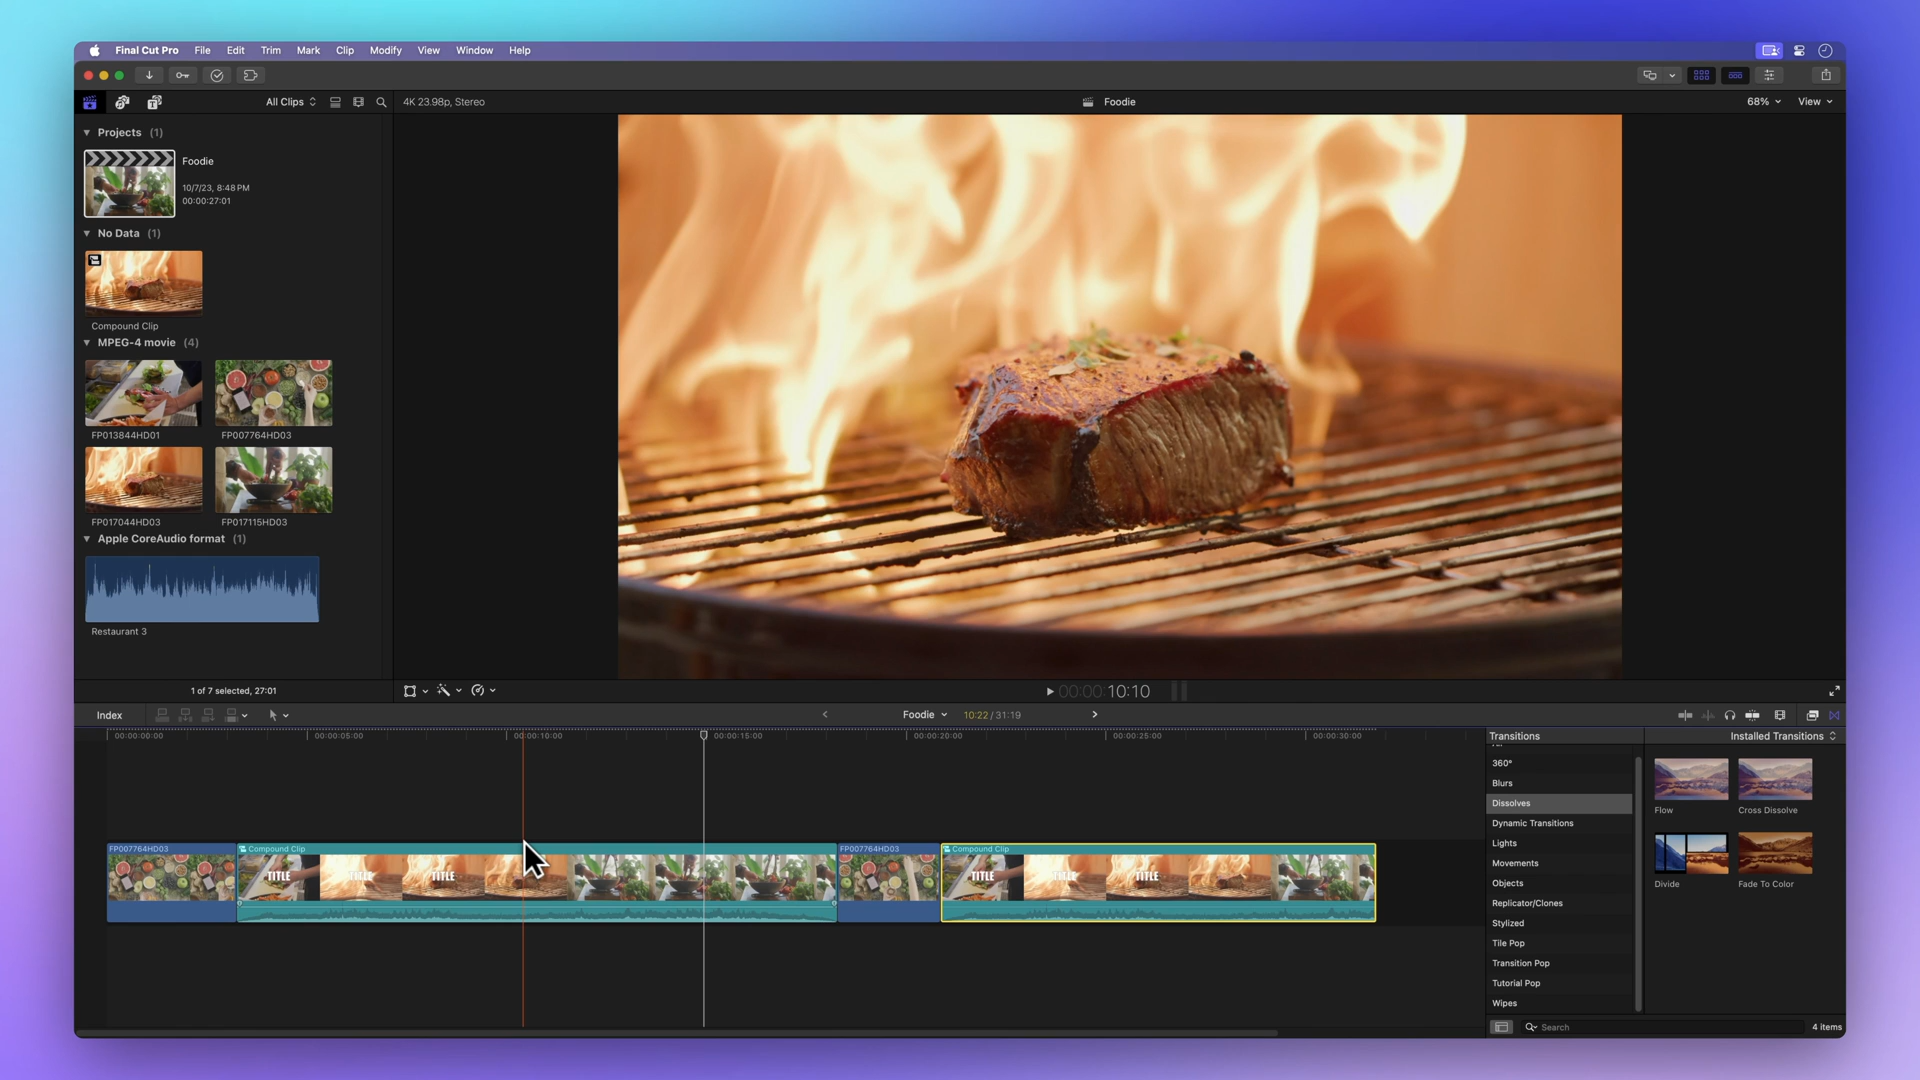 Final Cut Pro File Edit Trim Mark Clip Modify View Window Help
All Clips
4K 23.98p, Stereo
Foodie
68%
View
Projects (1)
Foodie
10/7/23, 8:48 PM
00:00:27:01
No Data (1)
Compound Clip
MPEG-4 movie (4)
FP013844HD01
FP007764HD03
FP017044HD03
FP017115HD03
Apple CoreAudio format (1)
Restaurant 3
1 of 7 selected, 27:01
00:00:10:10
Index
Foodie
10:22 / 31:19
00:00:00:00
00:00:05:00
00:00:10:00
00:00:15:00
00:00:20:00
00:00:25:00
00:00:30:00
FP007764HD03
Compound Clip
FP007764HD03
Compound Clip
TITLE
TITLE
TITLE
TITLE
TITLE
TITLE
Transitions
Installed Transitions
360°
Blurs
Dissolves
Dynamic Transitions
Lights
Movements
Objects
Replicator/Clones
Stylized
Tile Pop
Transition Pop
Tutorial Pop
Wipes
Flow
Cross Dissolve
Divide
Fade To Color
Search
4 items